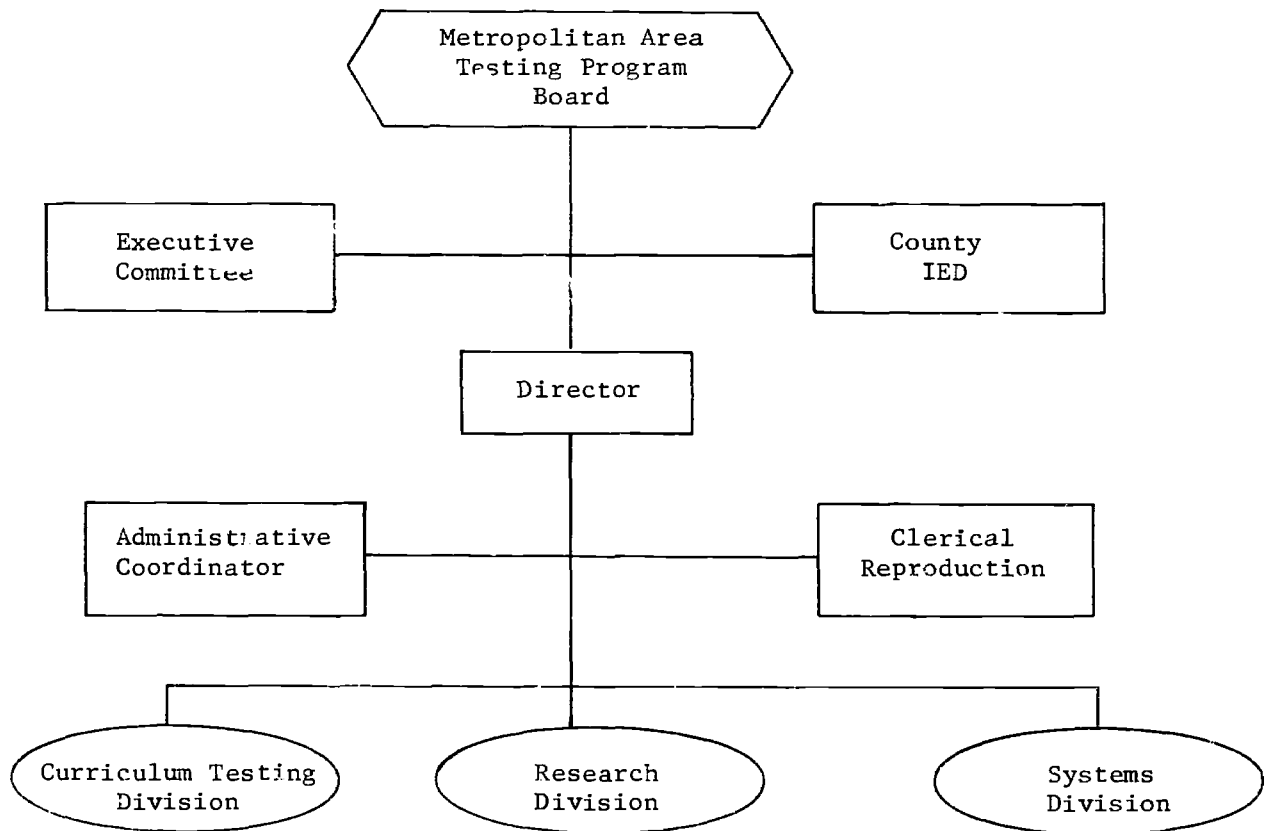 Metropolitan Area
Testing Program
Board
Executive
Committee
County
IED
Director
Administrative
Coordinator
Clerical
Reproduction
Curriculum Testing
Division
Research
Division
Systems
Division